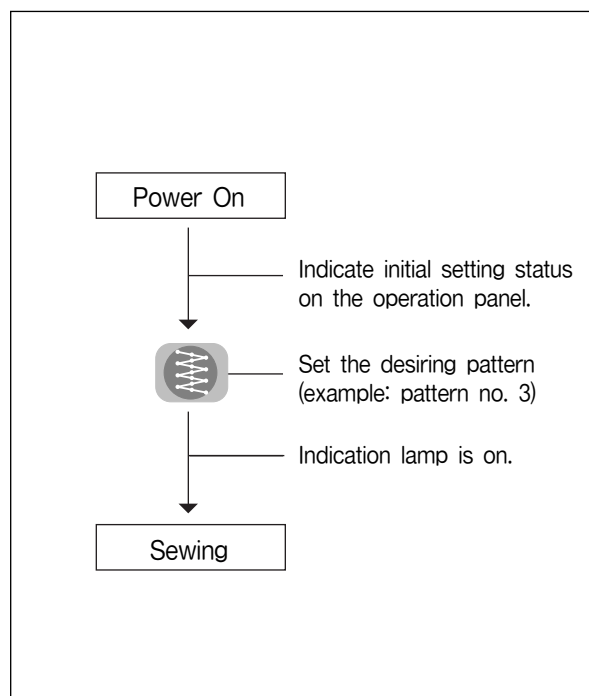 Power On
Indicate initial setting status
on the operation panel.
Set the desiring pattern
(example: pattern no. 3)
Indication lamp is on.
Sewing